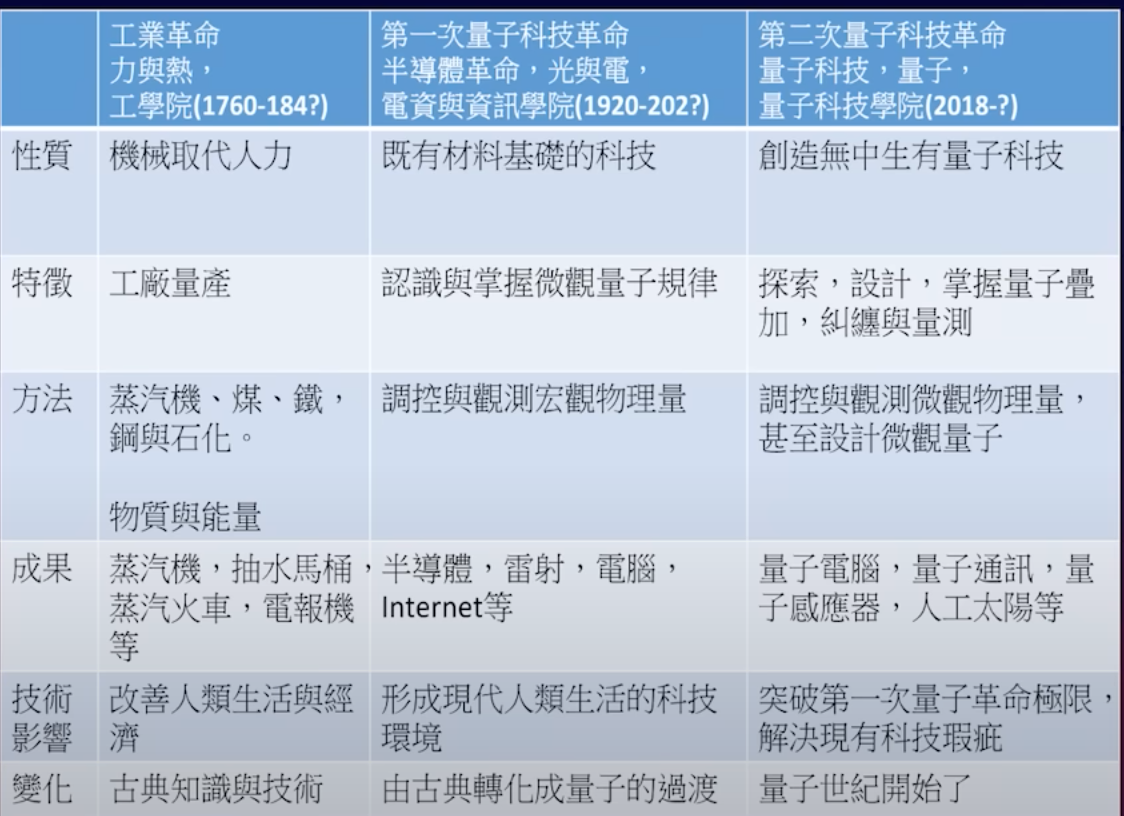 工業革命
力與熱，
工學院(1760-184?)
第一次量子科技革命
半導體革命，光與電，
電資與資訊學院(1920-202?)
第二次量子科技革命
量子科技，量子，
量子科技學院(2018-?)
性質
機械取代人力
既有材料基礎的科技
創造無中生有量子科技
特徵
工廠量產
認識與掌握微觀量子規律
探索，設計，掌握量子疊
加，糾纏與量測
方法
蒸汽機、煤、鐵，
鋼與石化。
物質與能量
調控與觀測宏觀物理量
調控與觀測微觀物理量，
甚至設計微觀量子
成果
蒸汽機，抽水馬桶，
蒸汽火車，電報機
等
半導體，雷射，電腦，
Internet等
量子電腦，量子通訊，量
子感應器，人工太陽等
技術
影響
改善人類生活與經
濟
形成現代人類生活的科技
環境
突破第一次量子革命極限，
解決現有科技瑕疵
變化
古典知識與技術
由古典轉化成量子的過渡
量子世紀開始了